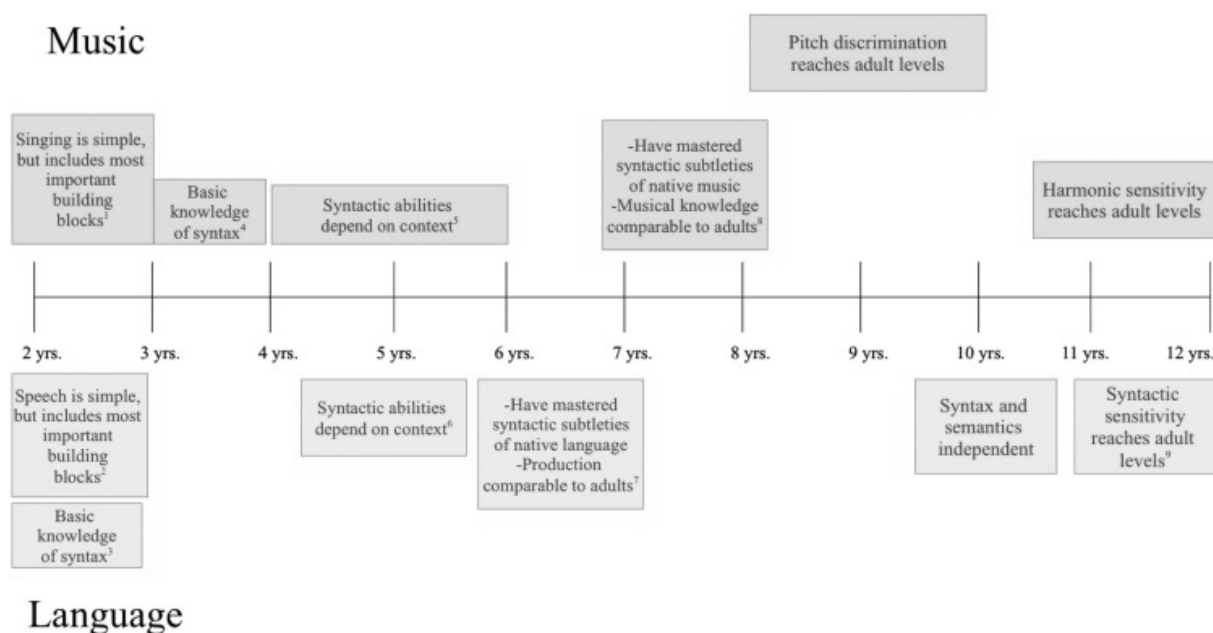 Music
Pitch discrimination
reaches adult levels
Singing is simple,
but includes most
important
building
blocks¹
Basic
knowledge
of syntax⁴
Syntactic abilities
depend on context⁵
-Have mastered
syntactic subtleties
of native music
-Musical knowledge
comparable to adults⁸
Harmonic sensitivity
reaches adult levels
2 yrs. 3 yrs. 4 yrs. 5 yrs. 6 yrs. 7 yrs. 8 yrs. 9 yrs. 10 yrs. 11 yrs. 12 yrs.
Speech is simple,
but includes most
important
building
blocks²
Basic
knowledge
of syntax³
Syntactic abilities
depend on context⁶
-Have mastered
syntactic subtleties
of native language
-Production
comparable to adults⁷
Syntax and
semantics
independent
Syntactic
sensitivity
reaches adult
levels⁹
Language